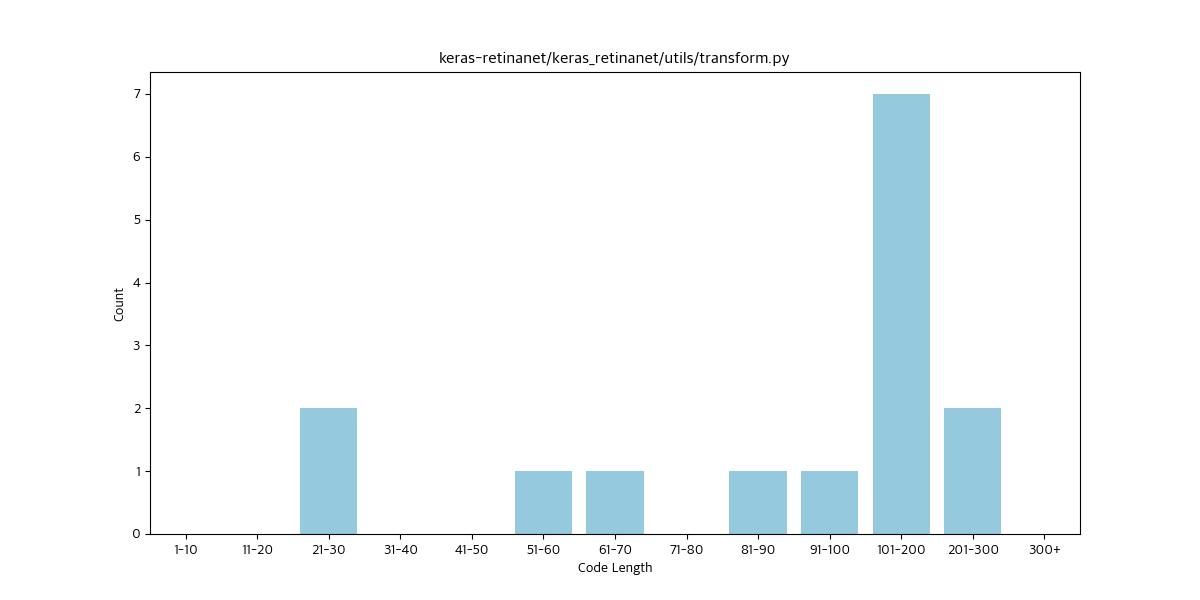 keras-retinanet/keras_retinanet/utils/transform.py
7
6
5
4
3
2
1
0
Count
1-10 11-20 21-30 31-40 41-50 51-60 61-70 71-80 81-90 91-100 101-200 201-300 300+
Code Length